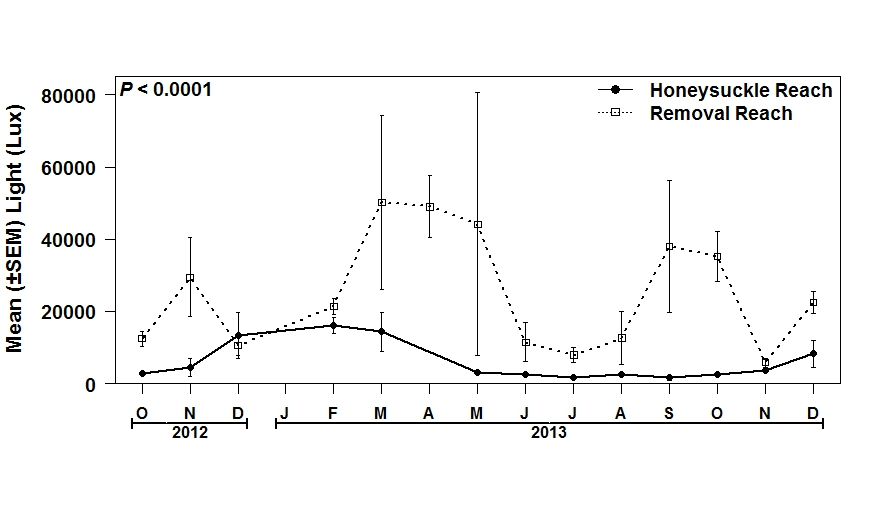 P < 0.0001
Honeysuckle Reach
Removal Reach
Mean (±SEM) Light (Lux)
80000
60000
40000
20000
0
O N D J F M A M J J A S O N D
2012 2013